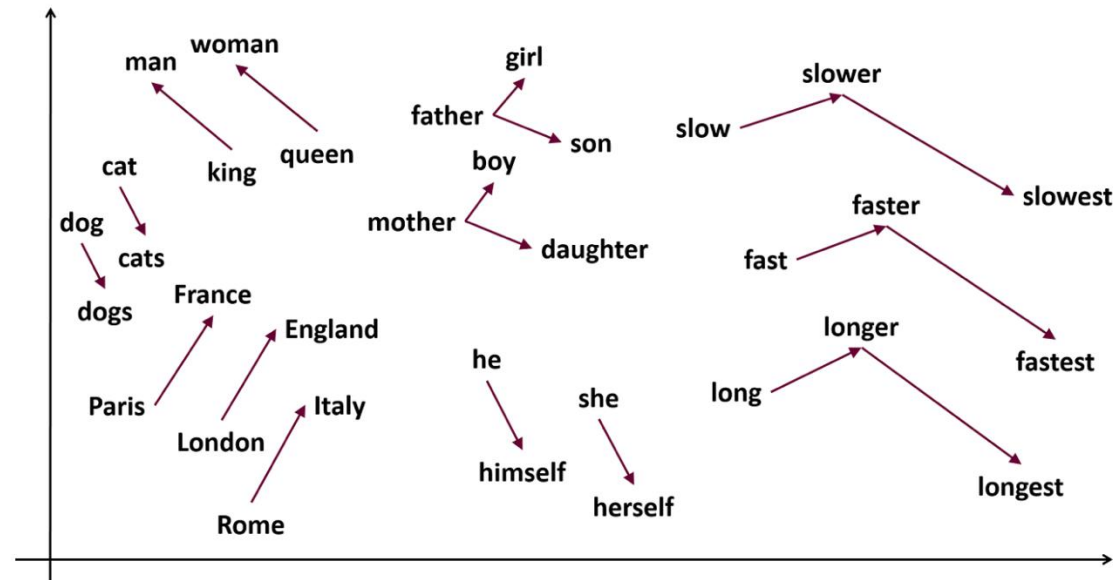 woman
man
girl
slower
father
slow
son
queen
boy
king
cat
slowest
faster
dog
mother
daughter
cats
fast
France
dogs
England
longer
he
fastest
long
she
Paris
Italy
London
himself
longest
herself
Rome